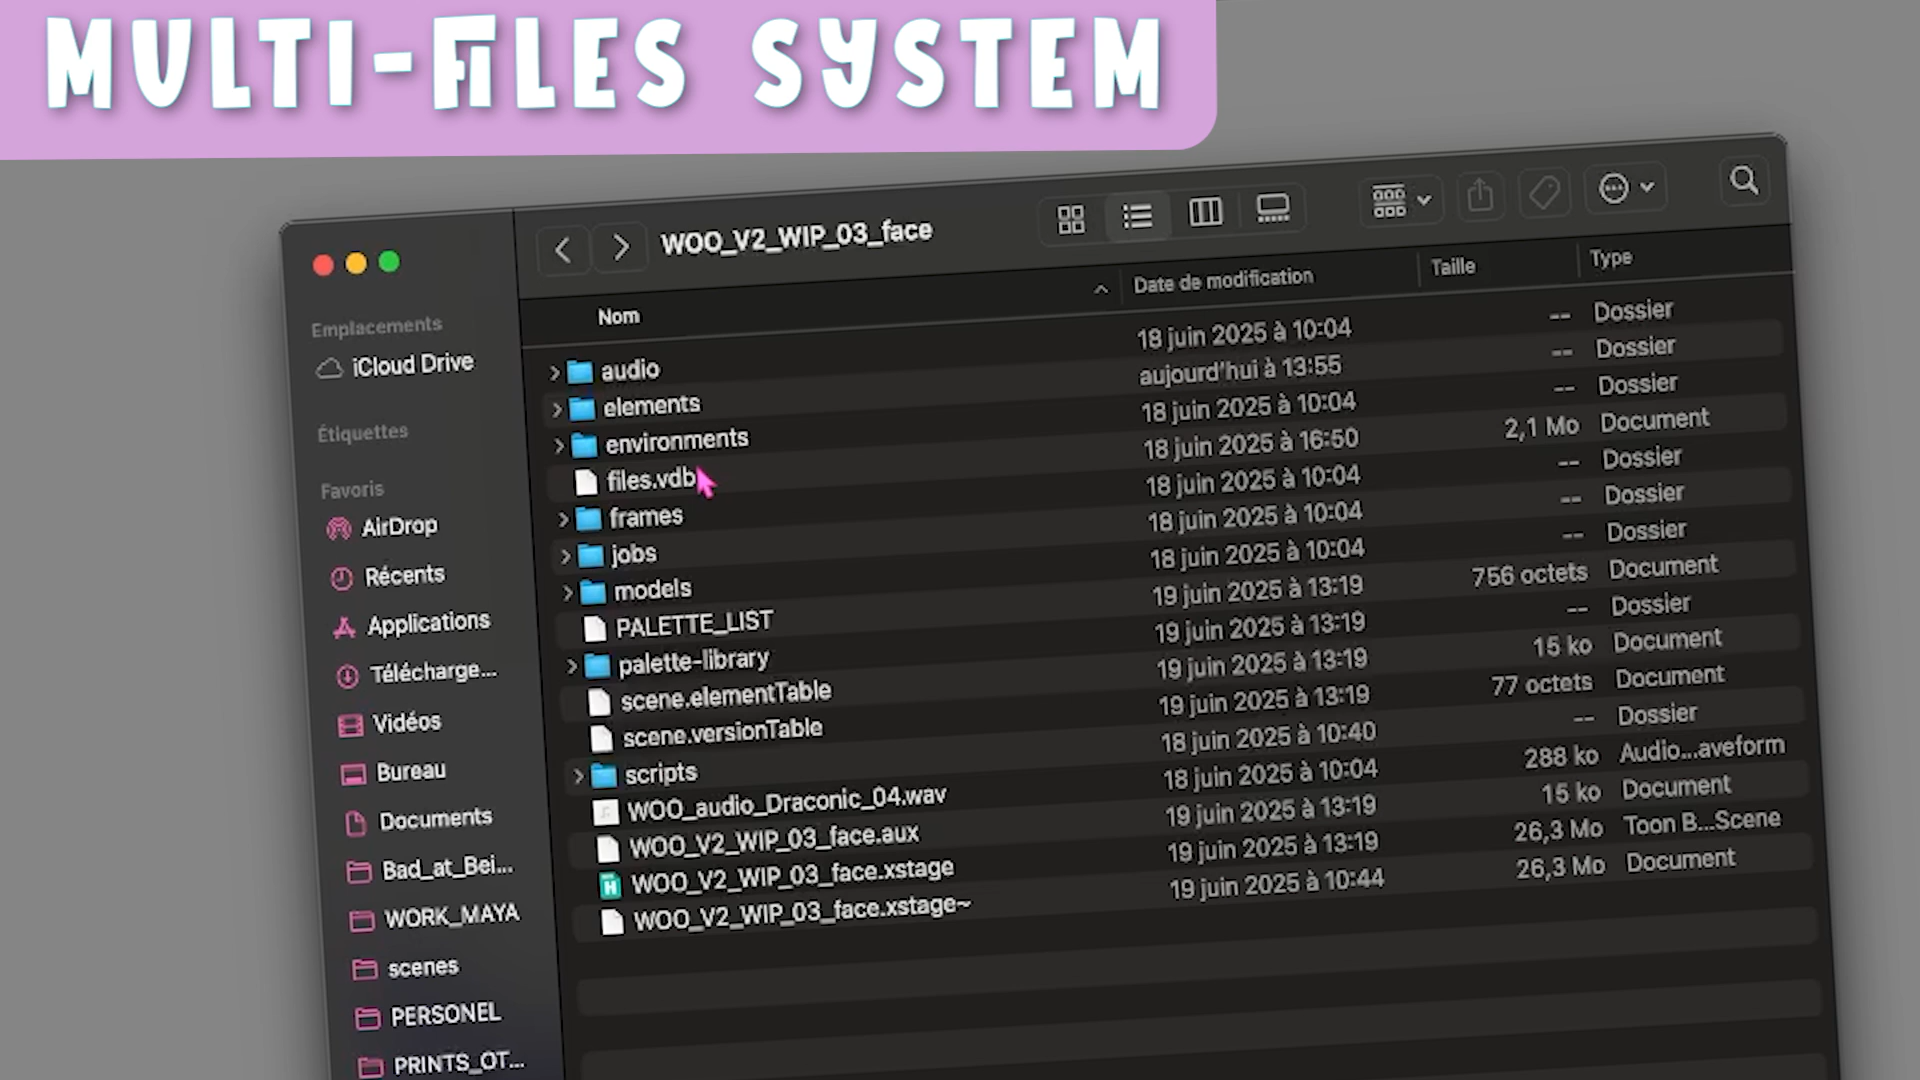 MULTI-FILES SYSTEM
WOO_V2_WIP_03_face
Emplacements
iCloud Drive
Étiquettes
Favoris
AirDrop
Récents
Applications
Télécharge...
Vidéos
Bureau
Documents
Bad_at_Bei...
WORK_MAYA
scenes
PERSONEL
PRINTS_OT...
Nom Date de modification Taille Type
audio 18 juin 2025 à 10:04 -- Dossier
elements aujourd'hui à 13:55 -- Dossier
environments 18 juin 2025 à 10:04 -- Dossier
files.vdb 18 juin 2025 à 16:50 2,1 Mo Document
frames 18 juin 2025 à 10:04 -- Dossier
jobs 18 juin 2025 à 10:04 -- Dossier
models 18 juin 2025 à 10:04 -- Dossier
PALETTE_LIST 19 juin 2025 à 13:19 756 octets Document
palette-library 19 juin 2025 à 13:19 -- Dossier
scene.elementTable 19 juin 2025 à 13:19 15 ko Document
scene.versionTable 19 juin 2025 à 13:19 77 octets Document
scripts 18 juin 2025 à 10:40 -- Dossier
WOO_audio_Draconic_04.wav 18 juin 2025 à 10:04 288 ko Audio...aveform
WOO_V2_WIP_03_face.aux 19 juin 2025 à 13:19 15 ko Document
WOO_V2_WIP_03_face.xstage 19 juin 2025 à 13:19 26,3 Mo Toon B...Scene
WOO_V2_WIP_03_face.xstage~ 19 juin 2025 à 10:44 26,3 Mo Document